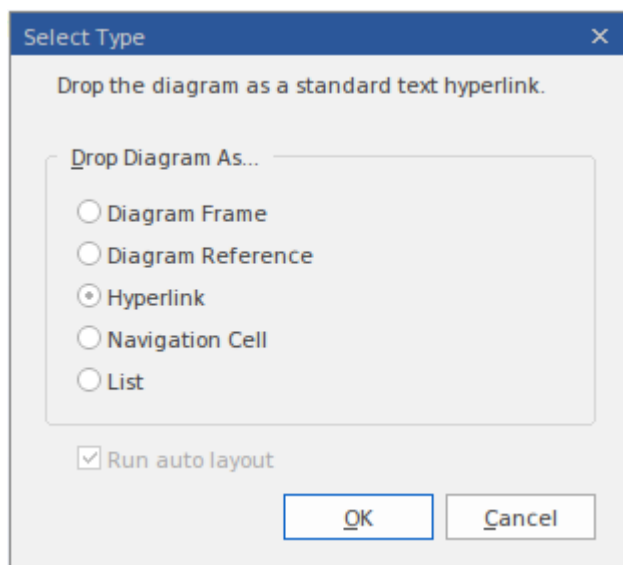 Select Type
Drop the diagram as a standard text hyperlink.
Drop Diagram As...
Diagram Frame
Diagram Reference
Hyperlink
Navigation Cell
List
Run auto layout
OK
Cancel